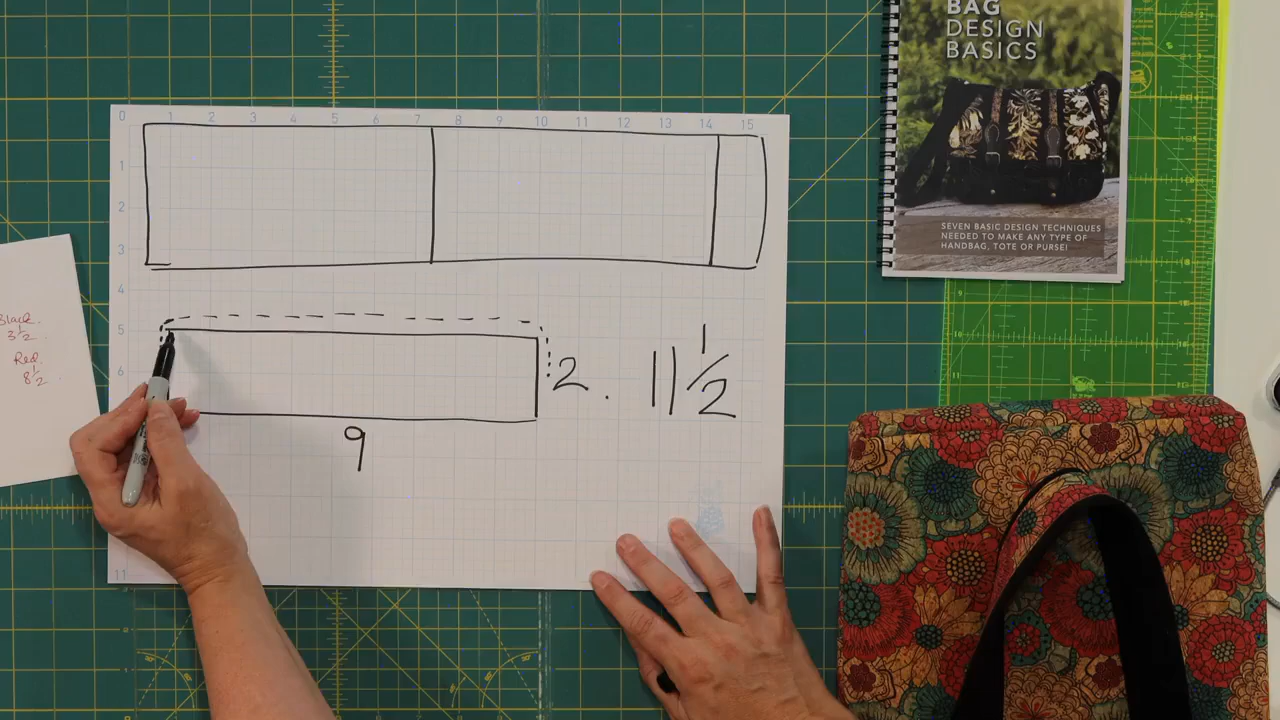 BAG
DESIGN
BASICS
SEVEN BASIC DESIGN TECHNIQUES
NEEDED TO MAKE ANY TYPE OF
HANDBAG, TOTE OR PURSE!
0 1 2 3 4 5 6 7 8 9 10 11 12 13 14 15
1
2
3
4
5
6
11
Black
3 1/2
Red
8 1/2
2. 11 1/2
9